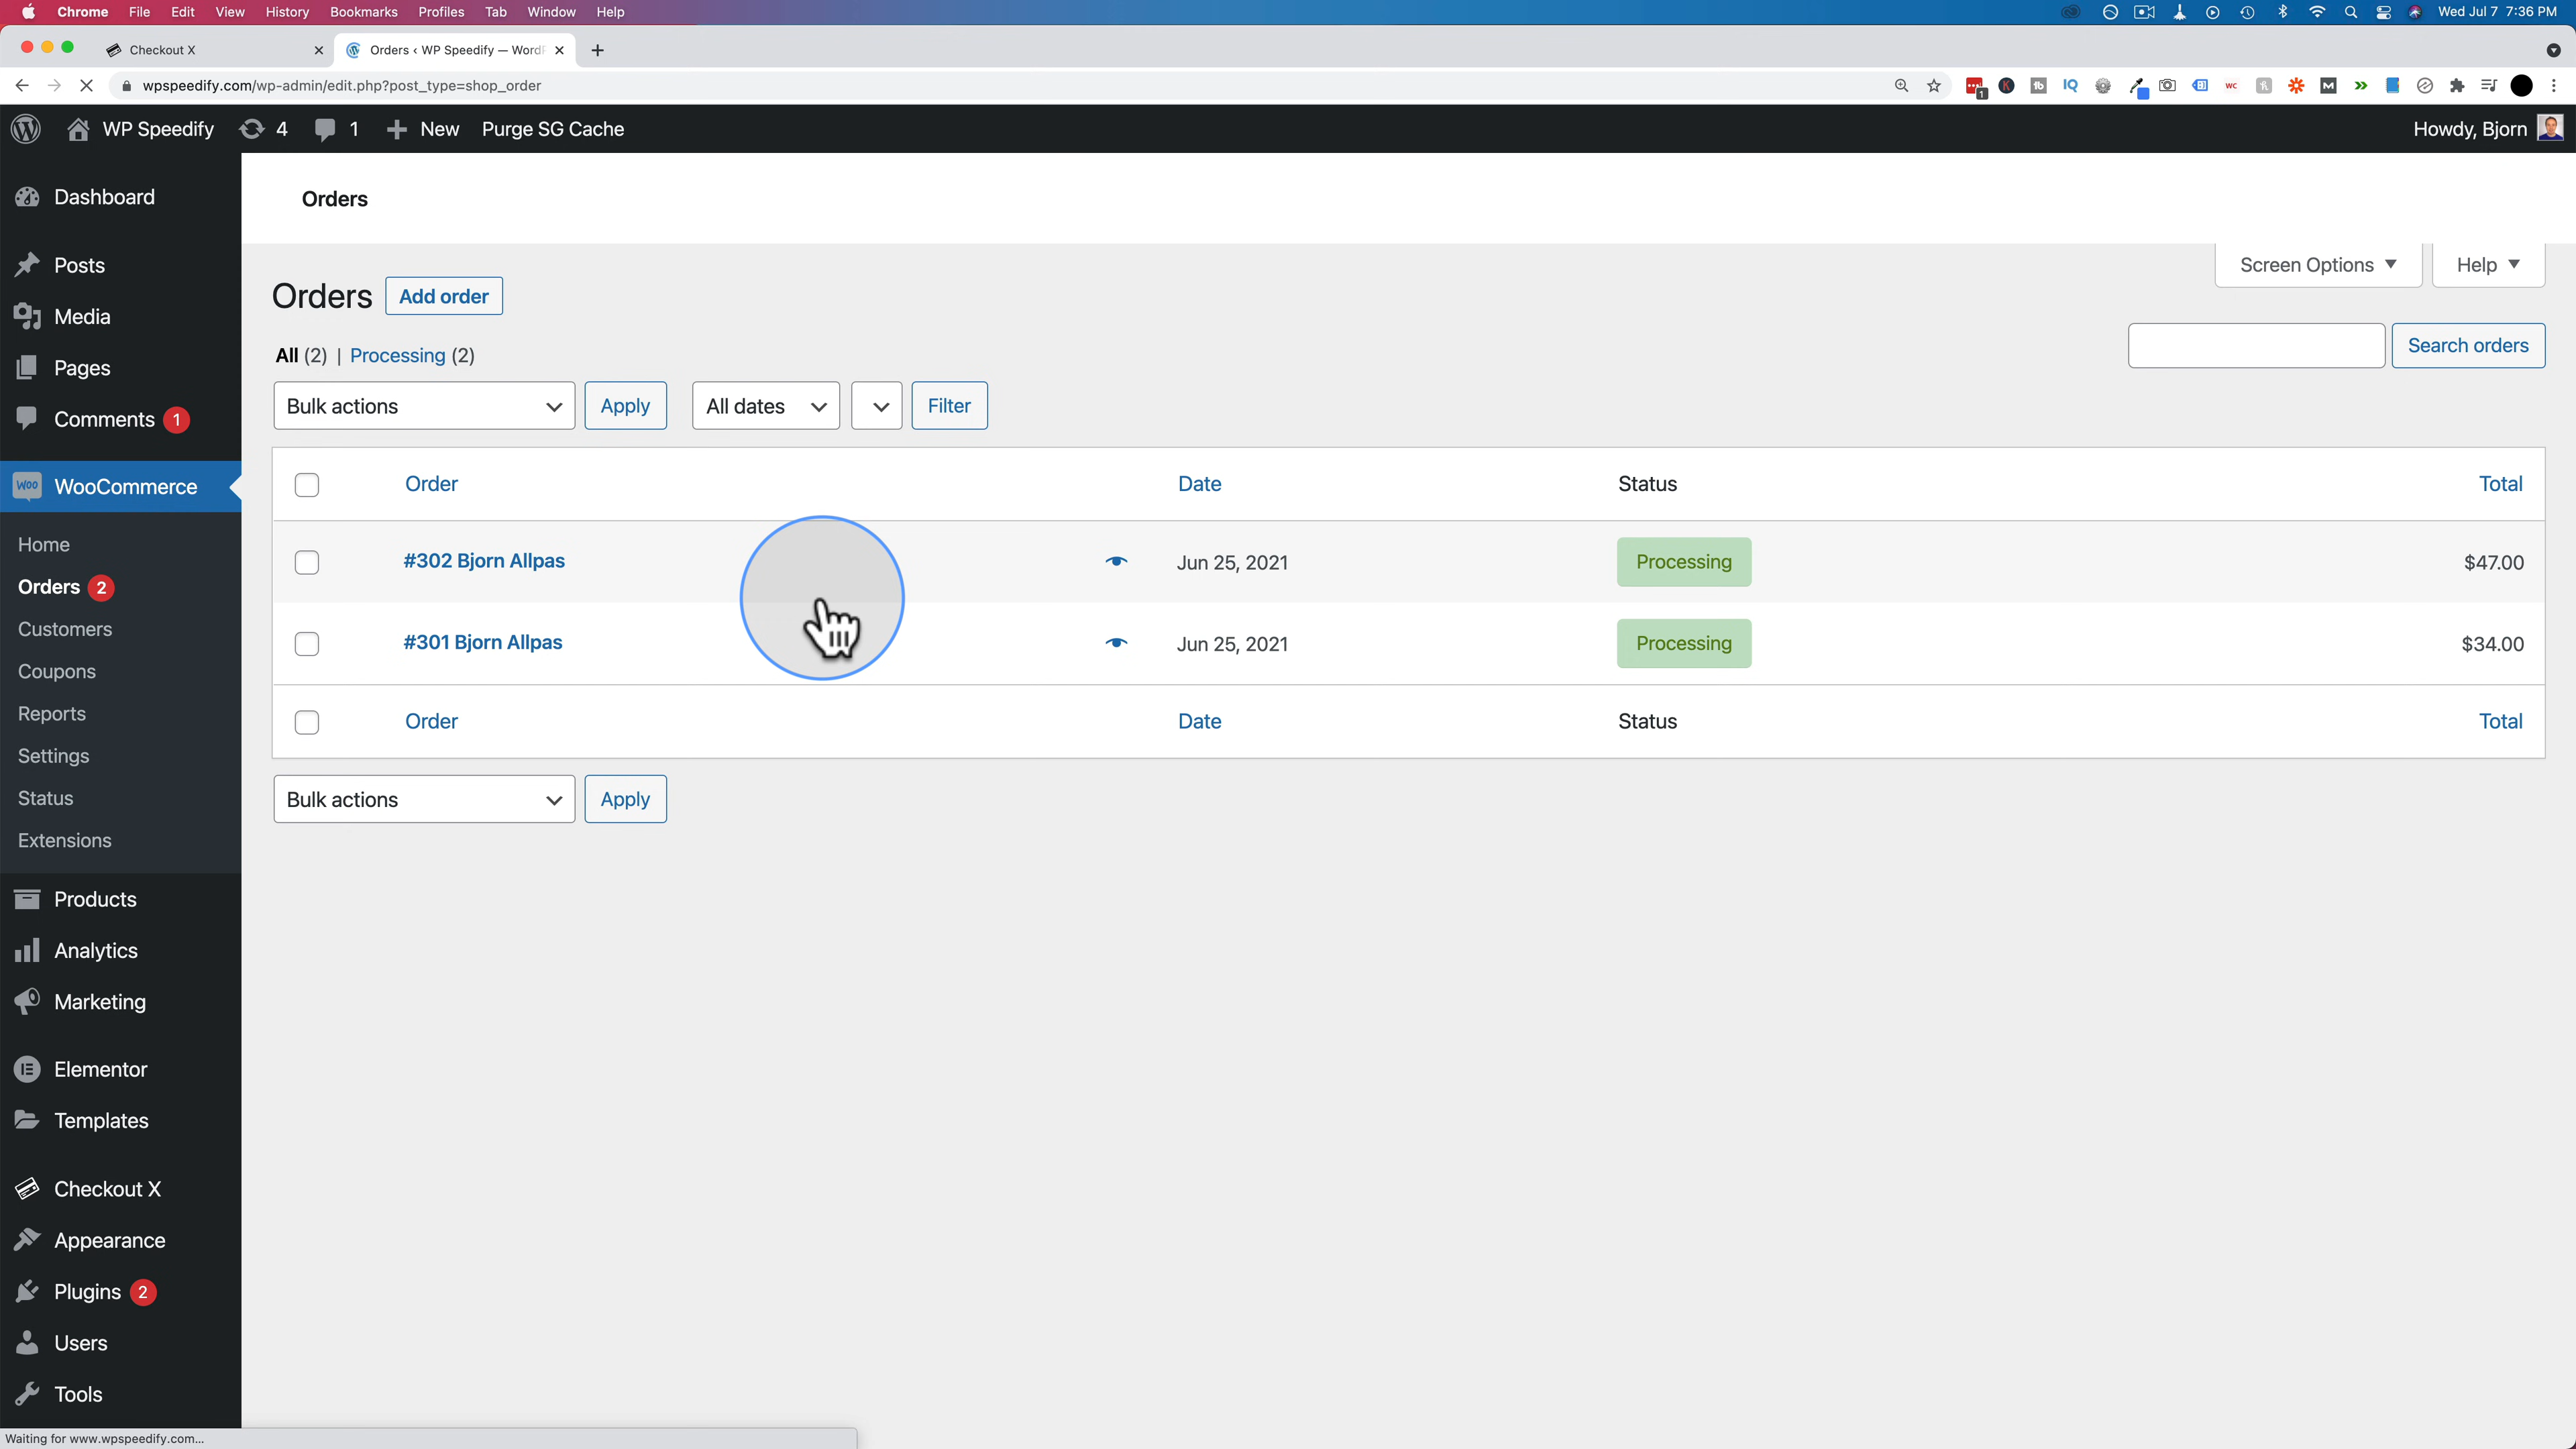 Chrome File Edit View History Bookmarks Profiles Tab Window Help Wed Jul 7 7:36 PM
Checkout X
Orders ‹ WP Speedify — WordP
wpspeedify.com/wp-admin/edit.php?post_type=shop_order
WP Speedify 4 1 New Purge SG Cache Howdy, Bjorn
Dashboard
Posts
Media
Pages
Comments 1
WooCommerce
Home
Orders 2
Customers
Coupons
Reports
Settings
Status
Extensions
Products
Analytics
Marketing
Elementor
Templates
Checkout X
Appearance
Plugins 2
Users
Tools
Orders
Screen Options Help
Orders Add order
All (2) | Processing (2)
Search orders
Bulk actions Apply All dates Filter
Order Date Status Total
#302 Bjorn Allpas Jun 25, 2021 Processing $47.00
#301 Bjorn Allpas Jun 25, 2021 Processing $34.00
Order Date Status Total
Bulk actions Apply
Waiting for www.wpspeedify.com...